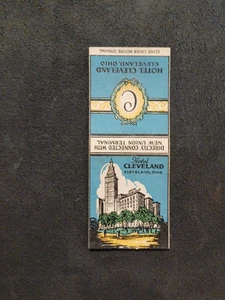 CLOSE COVER BEFORE STRIKING
HOTEL CLEVELAND
CLEVELAND, OHIO
C
DIRECTLY CONNECTED WITH
NEW UNION TERMINAL
Hotel
CLEVELAND
CLEVELAND, OHIO